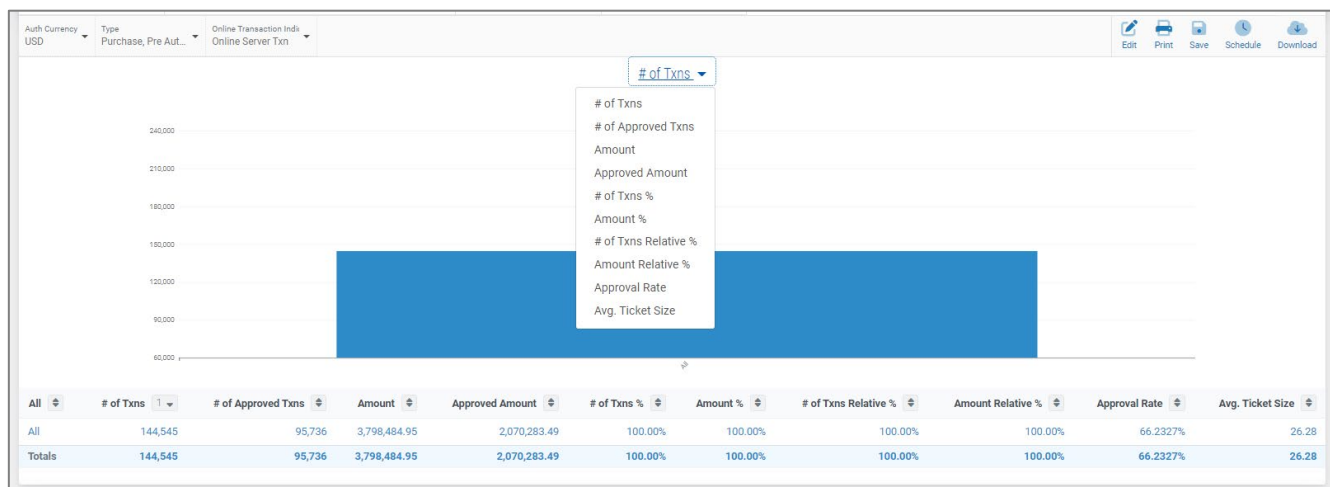 Auth Currency Type Online Transaction Indic
USD Purchase, Pre Aut... Online Server Txn
Edit Print Save Schedule Download
# of Txns
# of Txns
# of Approved Txns
Amount
Approved Amount
# of Txns %
Amount %
# of Txns Relative %
Amount Relative %
Approval Rate
Avg. Ticket Size
240,000
210,000
180,000
150,000
120,000
90,000
60,000
All
All # of Txns 1 # of Approved Txns Amount Approved Amount # of Txns % Amount % # of Txns Relative % Amount Relative % Approval Rate Avg. Ticket Size
All 144,545 95,736 3,798,484.95 2,070,283.49 100.00% 100.00% 100.00% 100.00% 66.2327% 26.28
Totals 144,545 95,736 3,798,484.95 2,070,283.49 100.00% 100.00% 100.00% 100.00% 66.2327% 26.28